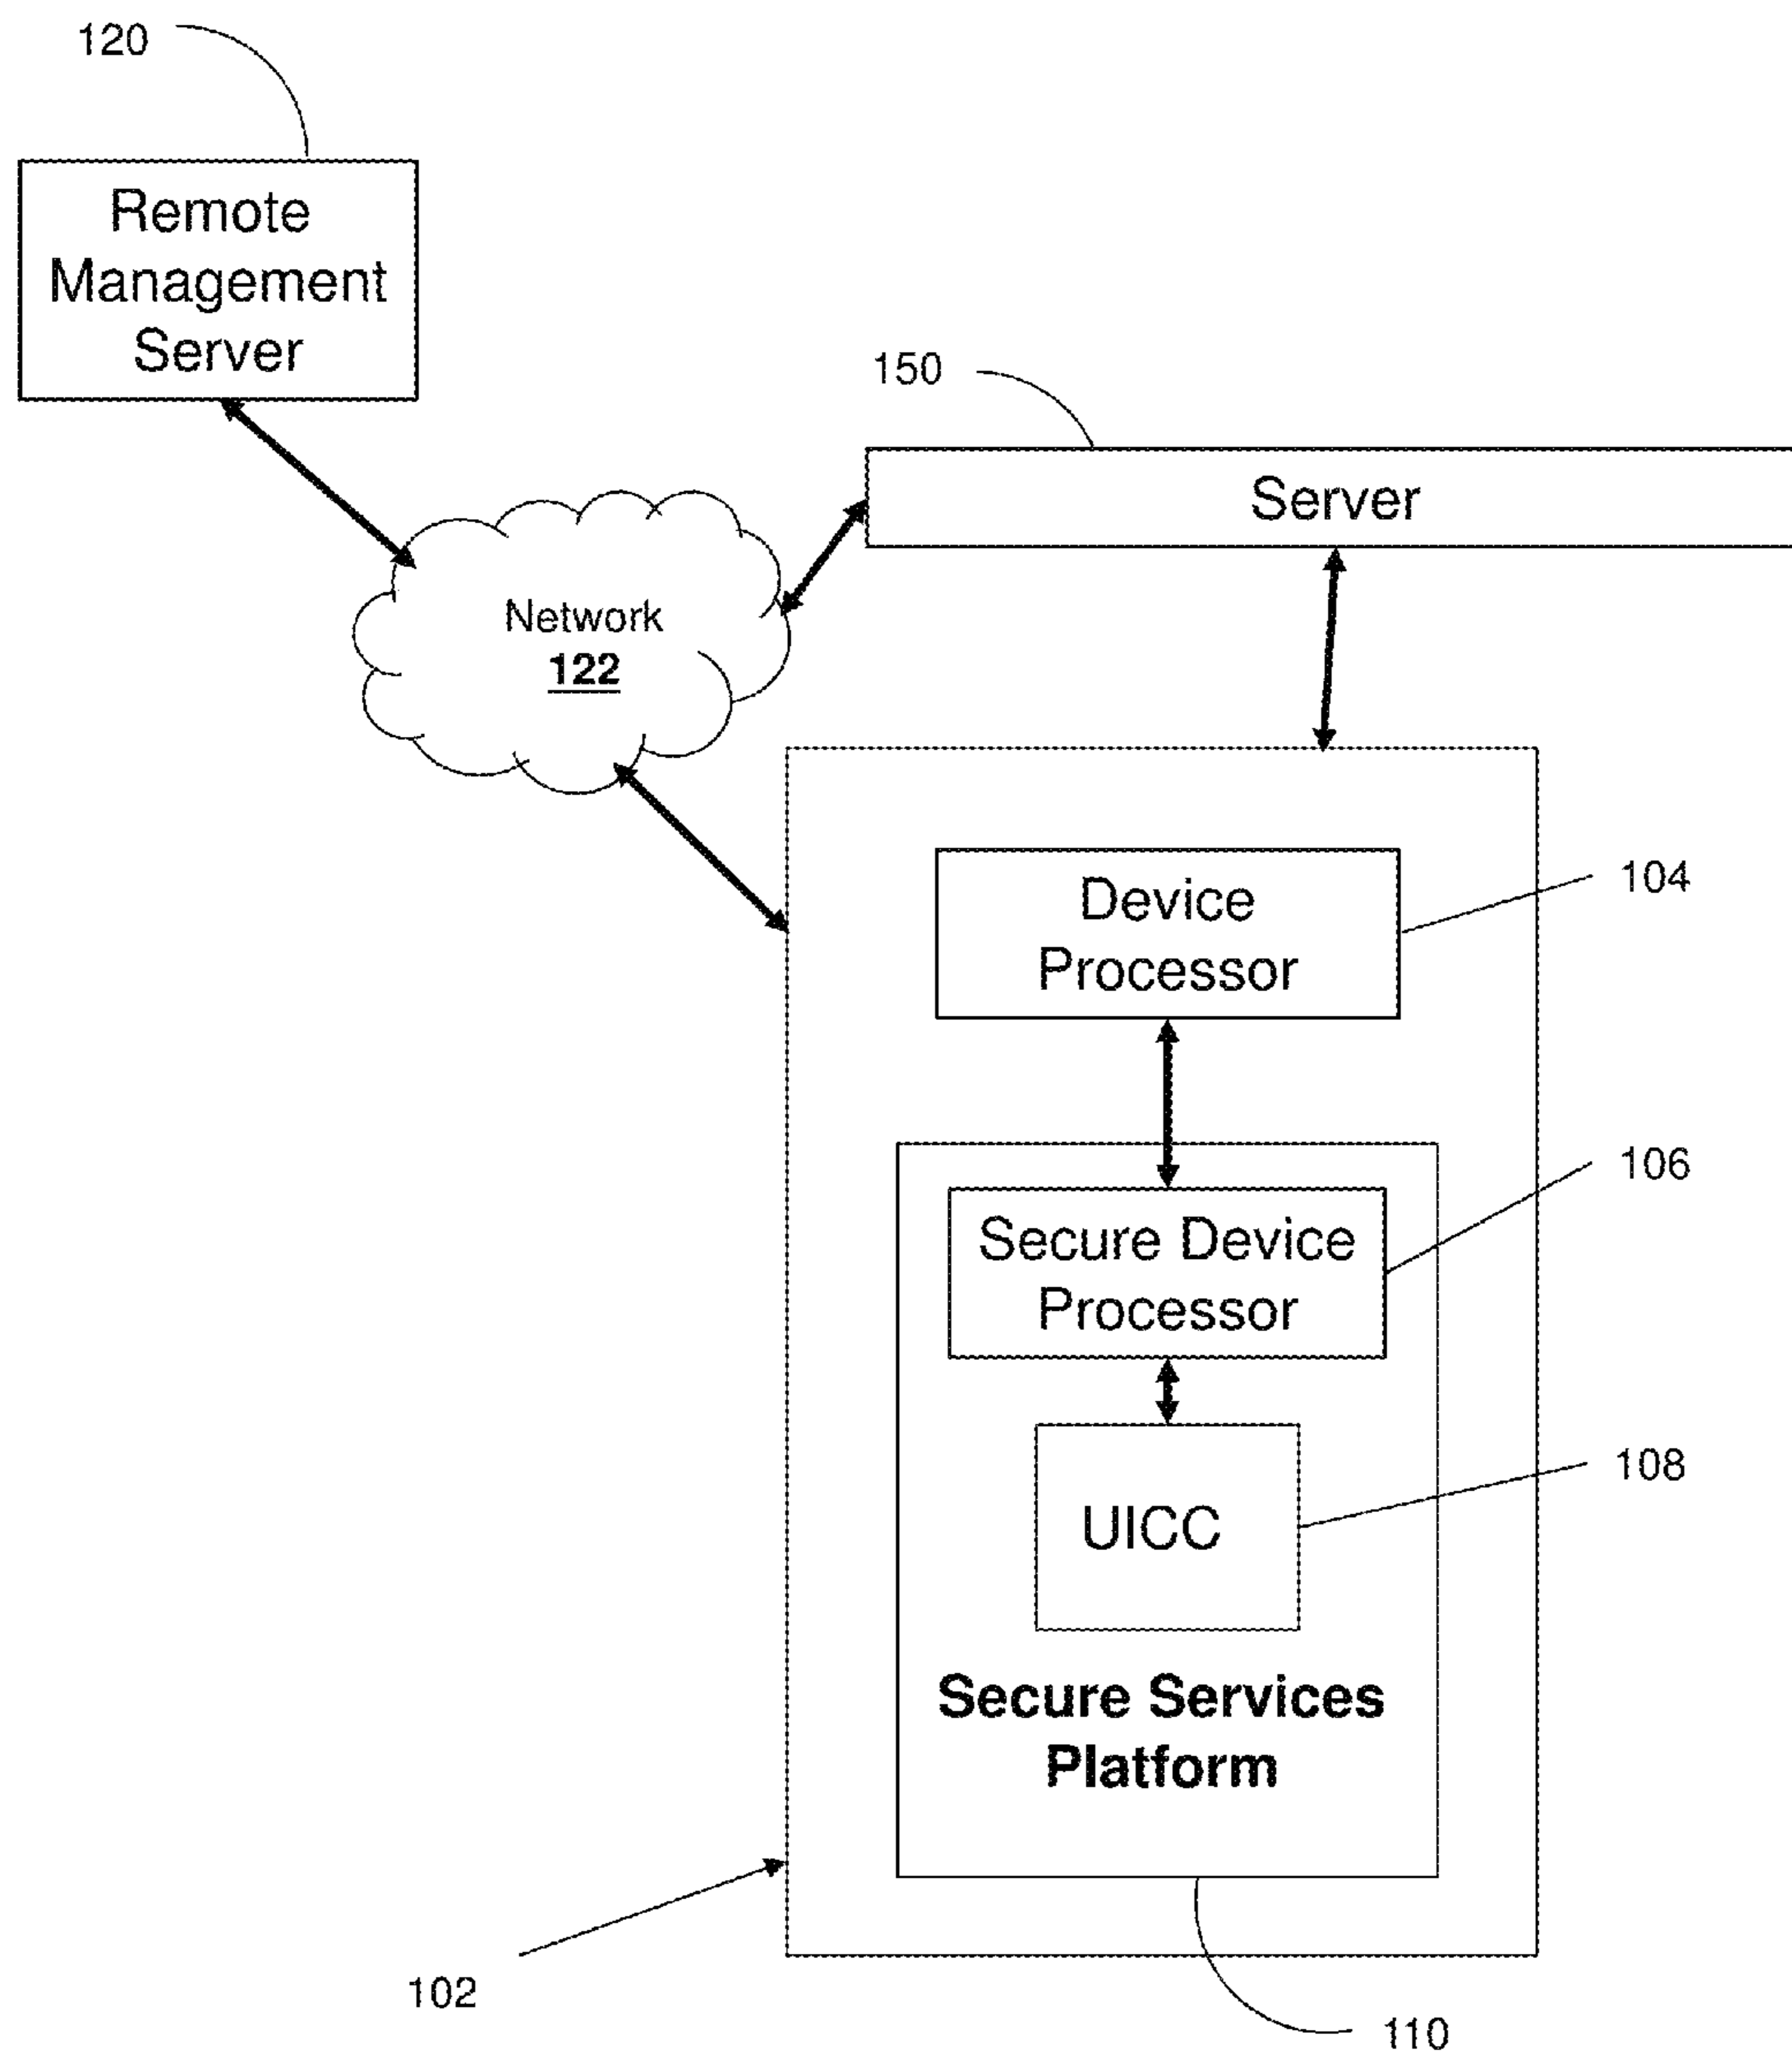 120
Remote
Management
Server
150
Server
Network
122
Device
Processor
104
Secure Device
Processor
106
UICC
108
Secure Services
Platform
102
110